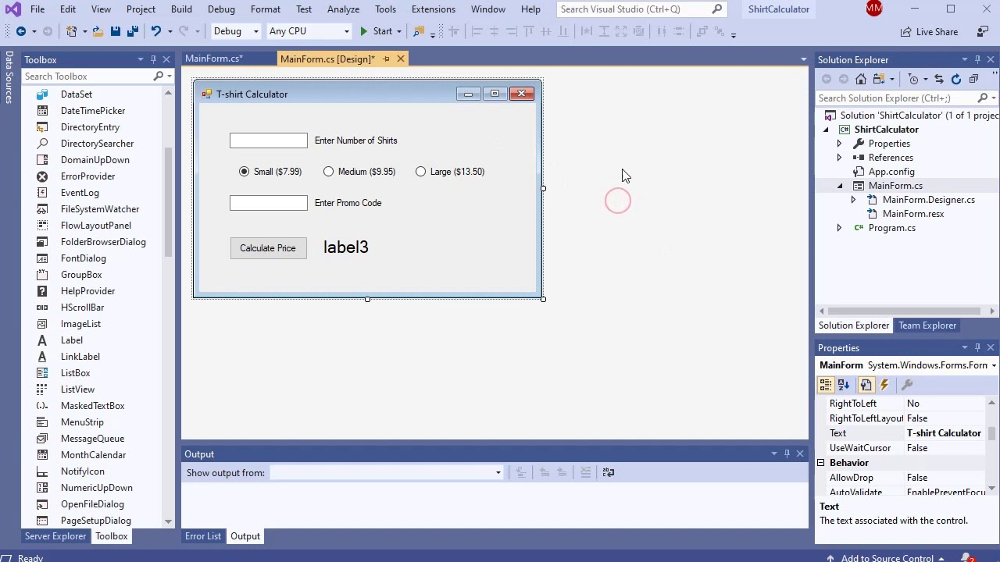 File Edit View Project Build Debug Format Test Analyze Tools Extensions Window Help Search Visual Studio (Ctrl+Q) ShirtCalculator MM
Debug Any CPU Start Live Share
Data Sources
Toolbox
Search Toolbox
DataSet
DateTimePicker
DirectoryEntry
DirectorySearcher
DomainUpDown
ErrorProvider
EventLog
FileSystemWatcher
FlowLayoutPanel
FolderBrowserDialog
FontDialog
GroupBox
HelpProvider
HScrollBar
ImageList
Label
LinkLabel
ListBox
ListView
MaskedTextBox
MenuStrip
MessageQueue
MonthCalendar
NotifyIcon
NumericUpDown
OpenFileDialog
PageSetupDialog
Server Explorer Toolbox
MainForm.cs* MainForm.cs [Design]*
T-shirt Calculator
Enter Number of Shirts
Small ($7.99) Medium ($9.95) Large ($13.50)
Enter Promo Code
Calculate Price label3
Output
Show output from:
Error List Output
Solution Explorer
Search Solution Explorer (Ctrl+;)
Solution 'ShirtCalculator' (1 of 1 projec
ShirtCalculator
Properties
References
App.config
MainForm.cs
MainForm.Designer.cs
MainForm.resx
Program.cs
Solution Explorer Team Explorer
Properties
MainForm System.Windows.Forms.Form
RightToLeft No
RightToLeftLayout False
Text T-shirt Calculator
UseWaitCursor False
Behavior
AllowDrop False
AutoValidate EnablePreventFocu
Text
The text associated with the control.
Ready Add to Source Control 2